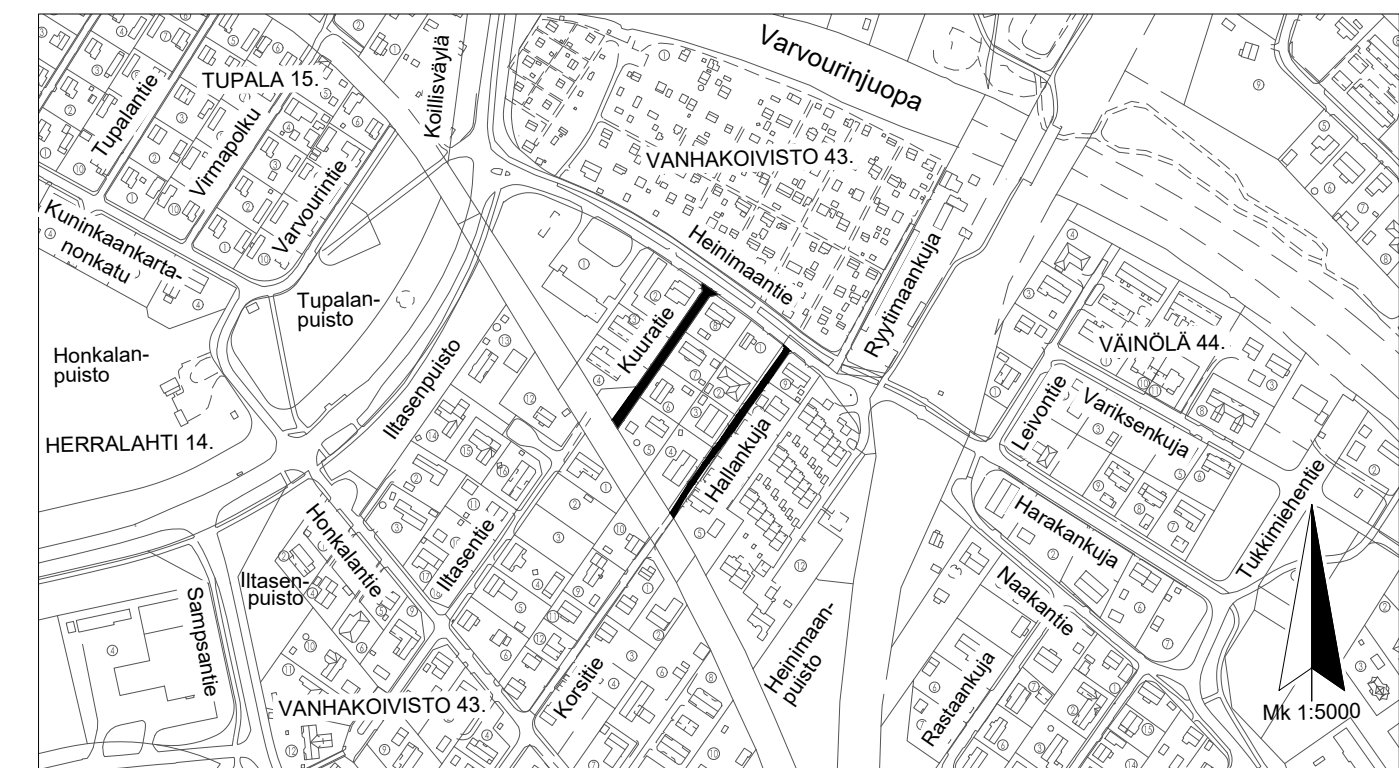 Varvourinjuopa
Koillisväylä
TUPALA 15.
Tupalantie
Virmapolku
Varvourintie
VANHAKOIVISTO 43.
Kuninkaankarta-
nonkatu
Heinimaantie
Ryytimaankuja
Tupalan-
puisto
Kuuratie
VÄINÖLÄ 44.
Honkalan-
puisto
Iltasenpuisto
Leivontie
Variksenkuja
HERRALAHTI 14.
Hallankuja
Honkalantie
Iltasentie
Harakankuja
Tukkimiehentie
Iltasen-
puisto
Sampsantie
Naakantie
Heinimaan-
puisto
Korsitie
Rastaankuja
VANHAKOIVISTO 43.
Mk 1:5000